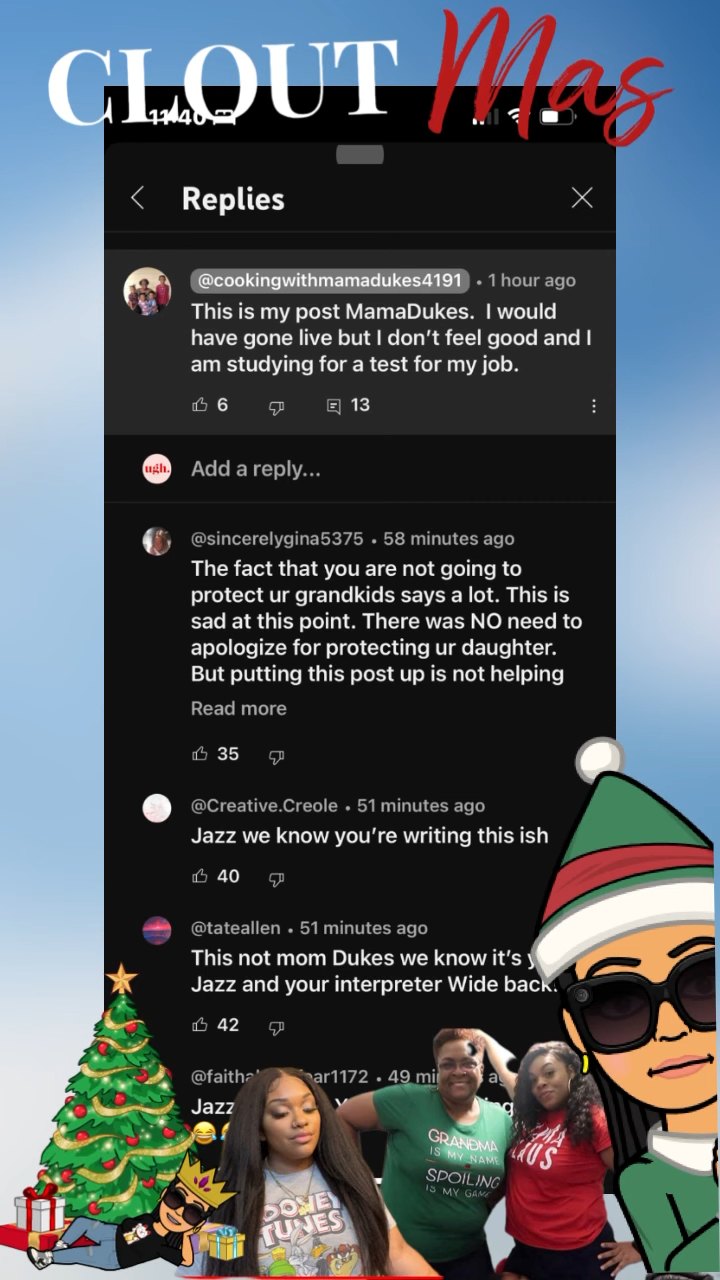 CLOUT Mas
11:40
Replies
@cookingwithmamadukes4191 • 1 hour ago
This is my post MamaDukes. I would
have gone live but I don’t feel good and I
am studying for a test for my job.
6 13
ugh. Add a reply...
@sincerelygina5375 • 58 minutes ago
The fact that you are not going to
protect ur grandkids says a lot. This is
sad at this point. There was NO need to
apologize for protecting ur daughter.
But putting this post up is not helping
Read more
35
@Creative.Creole • 51 minutes ago
Jazz we know you’re writing this ish
40
@tateallen • 51 minutes ago
This not mom Dukes we know it’s
Jazz and your interpreter Wide back.
42
Jazz
GRANDMA
IS MY NAME
SPOILING
IS MY GAME
TUNES